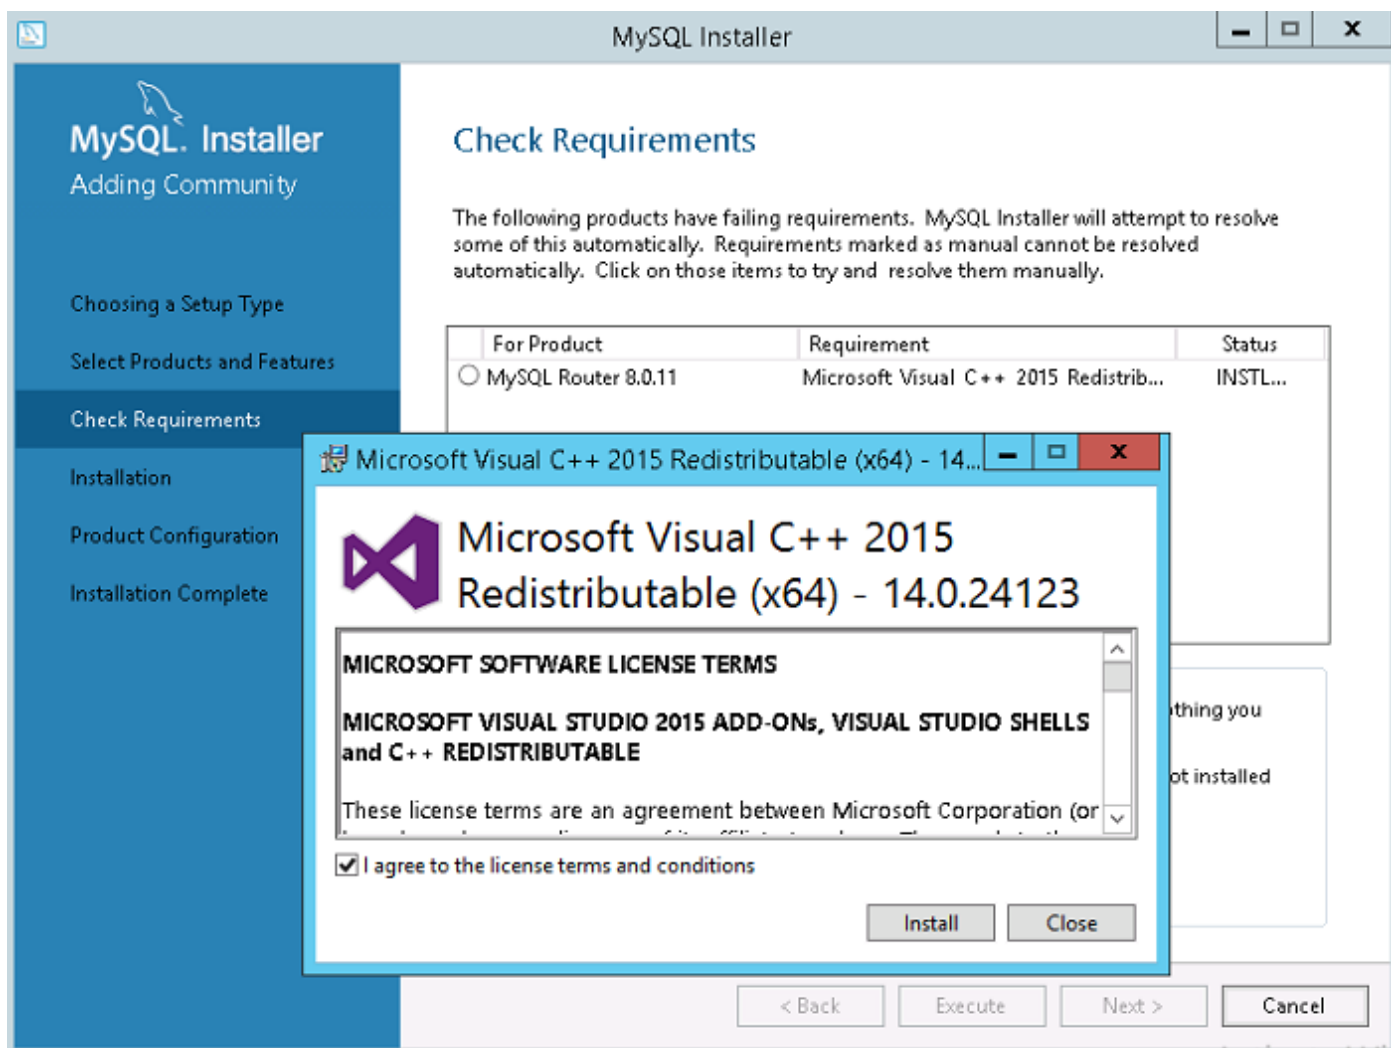 MySQL Installer
MySQL. Installer
Adding Community
Choosing a Setup Type
Select Products and Features
Check Requirements
Installation
Product Configuration
Installation Complete
Check Requirements
The following products have failing requirements. MySQL Installer will attempt to resolve
some of this automatically. Requirements marked as manual cannot be resolved
automatically. Click on those items to try and resolve them manually.
For Product Requirement Status
MySQL Router 8.0.11 Microsoft Visual C++ 2015 Redistrib... INSTL...
Microsoft Visual C++ 2015 Redistributable (x64) - 14...
Microsoft Visual C++ 2015
Redistributable (x64) - 14.0.24123
MICROSOFT SOFTWARE LICENSE TERMS
MICROSOFT VISUAL STUDIO 2015 ADD-ONs, VISUAL STUDIO SHELLS
and C++ REDISTRIBUTABLE
These license terms are an agreement between Microsoft Corporation (or
I agree to the license terms and conditions
Install Close
thing you
ot installed
< Back Execute Next > Cancel